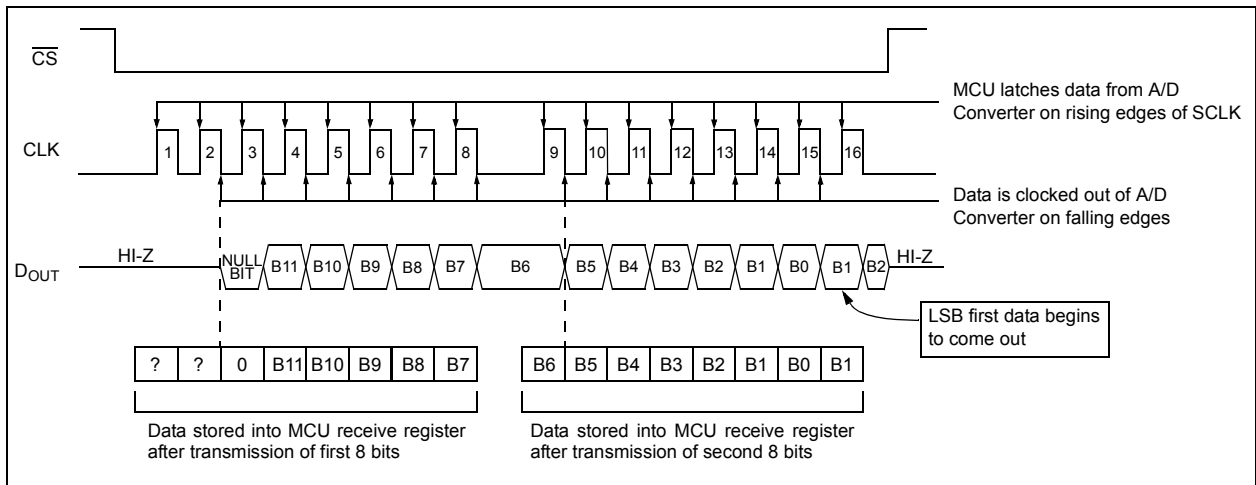 CS
MCU latches data from A/D
Converter on rising edges of SCLK
CLK
1 2 3 4 5 6 7 8 9 10 11 12 13 14 15 16
Data is clocked out of A/D
Converter on falling edges
DOUT
HI-Z
NULL
BIT
B11 B10 B9 B8 B7 B6 B5 B4 B3 B2 B1 B0 B1 B2
HI-Z
LSB first data begins
to come out
? ? 0 B11 B10 B9 B8 B7
B6 B5 B4 B3 B2 B1 B0 B1
Data stored into MCU receive register
after transmission of first 8 bits
Data stored into MCU receive register
after transmission of second 8 bits